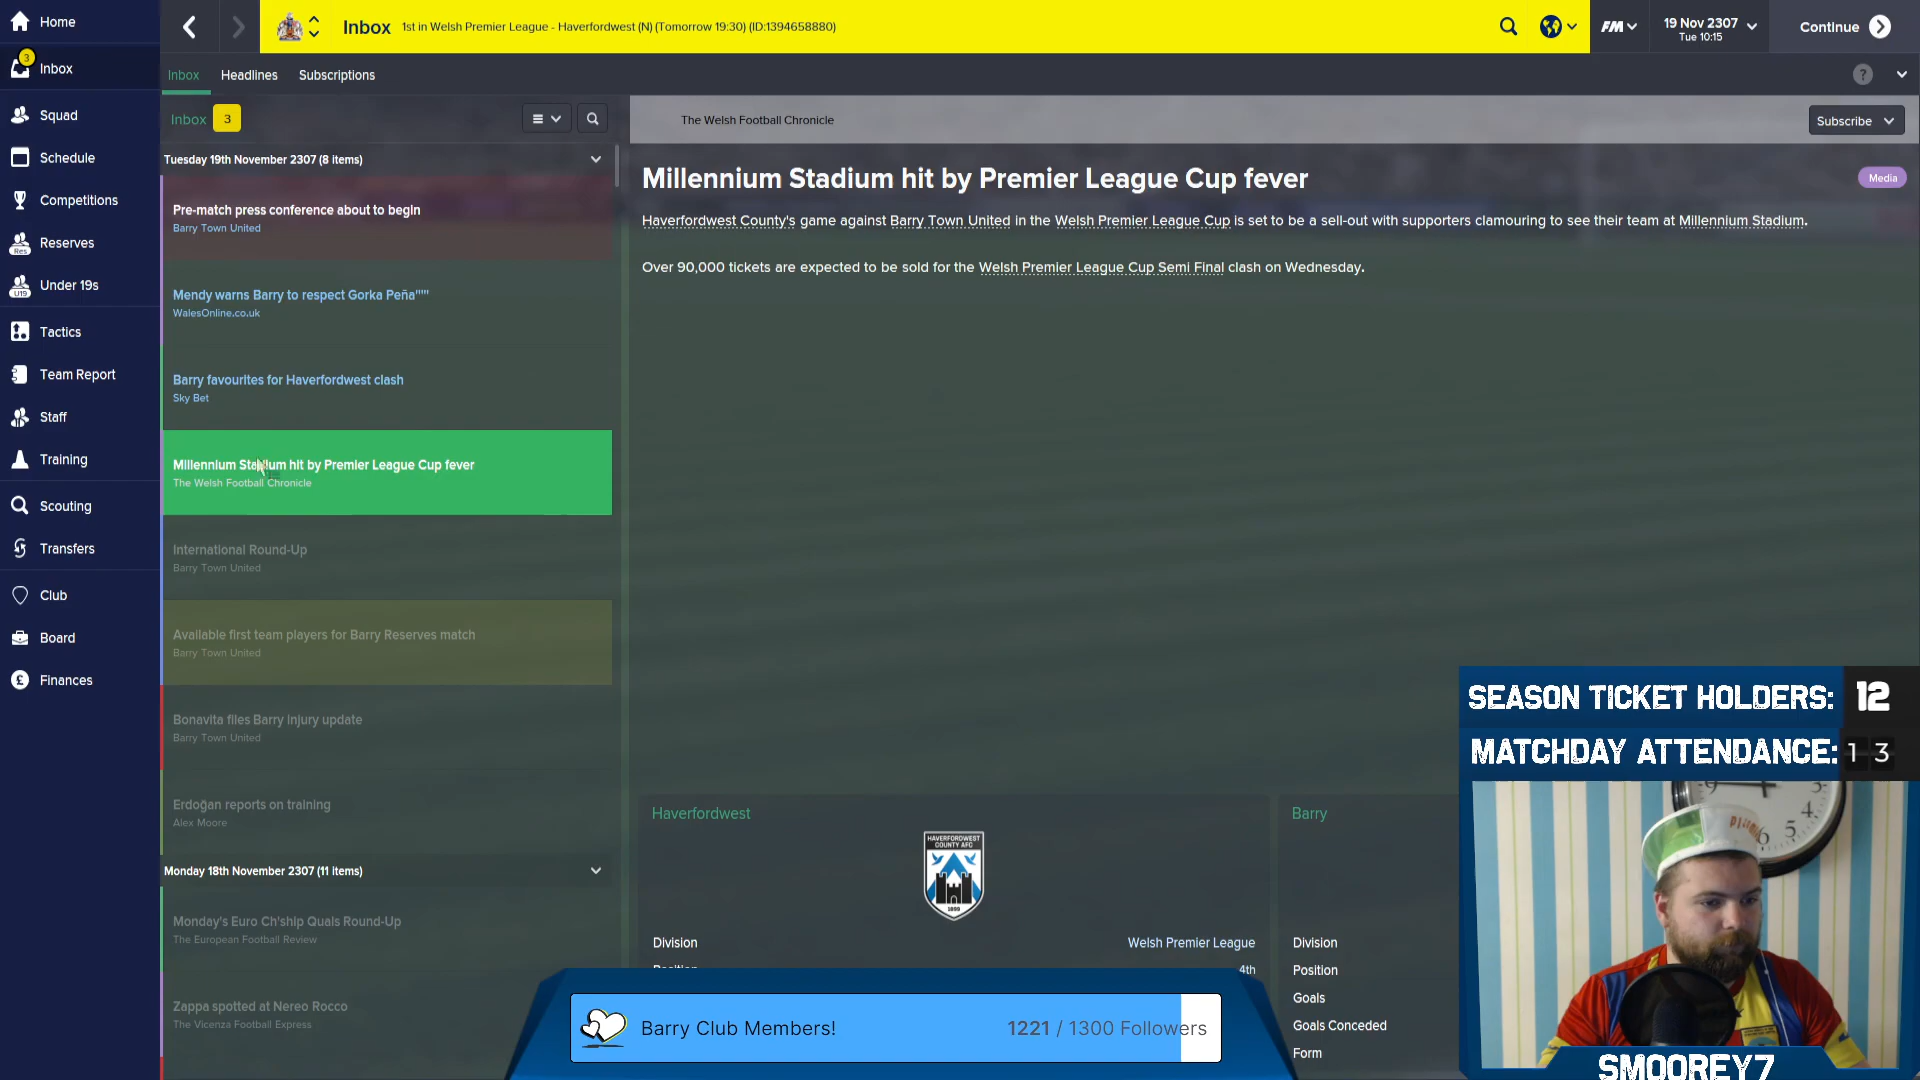 Home
Inbox
3
Squad
Schedule
Competitions
Reserves
Under 19s
Tactics
Team Report
Staff
Training
Scouting
Transfers
Club
Board
Finances
Inbox 1st in Welsh Premier League - Haverfordwest (N) (Tomorrow 19:30) (ID:1394658880)
FM
19 Nov 2307
Tue 10:15
Continue
Inbox Headlines Subscriptions
Inbox 3
Tuesday 19th November 2307 (8 items)
Pre-match press conference about to begin
Barry Town United
Mendy warns Barry to respect Gorka Peña""
WalesOnline.co.uk
Barry favourites for Haverfordwest clash
Sky Bet
Millennium Stadium hit by Premier League Cup fever
The Welsh Football Chronicle
International Round-Up
Barry Town United
Available first team players for Barry Reserves match
Barry Town United
Bonavita files Barry injury update
Barry Town United
Erdoğan reports on training
Alex Moore
Monday 18th November 2307 (11 items)
Monday's Euro Ch'ship Quals Round-Up
The European Football Review
Zappa spotted at Nereo Rocco
The Vicenza Football Express
The Welsh Football Chronicle
Subscribe
Millennium Stadium hit by Premier League Cup fever
Media
Haverfordwest County's game against Barry Town United in the Welsh Premier League Cup is set to be a sell-out with supporters clamouring to see their team at Millennium Stadium.
Over 90,000 tickets are expected to be sold for the Welsh Premier League Cup Semi Final clash on Wednesday.
Haverfordwest
HAVERFORDWEST
COUNTY AFC
1899
Division Welsh Premier League
Position 4th
Barry
Division
Position
Goals
Goals Conceded
Form
SEASON TICKET HOLDERS: 12
MATCHDAY ATTENDANCE: 13
Barry Club Members! 1221 / 1300 Followers
SMOOREY7